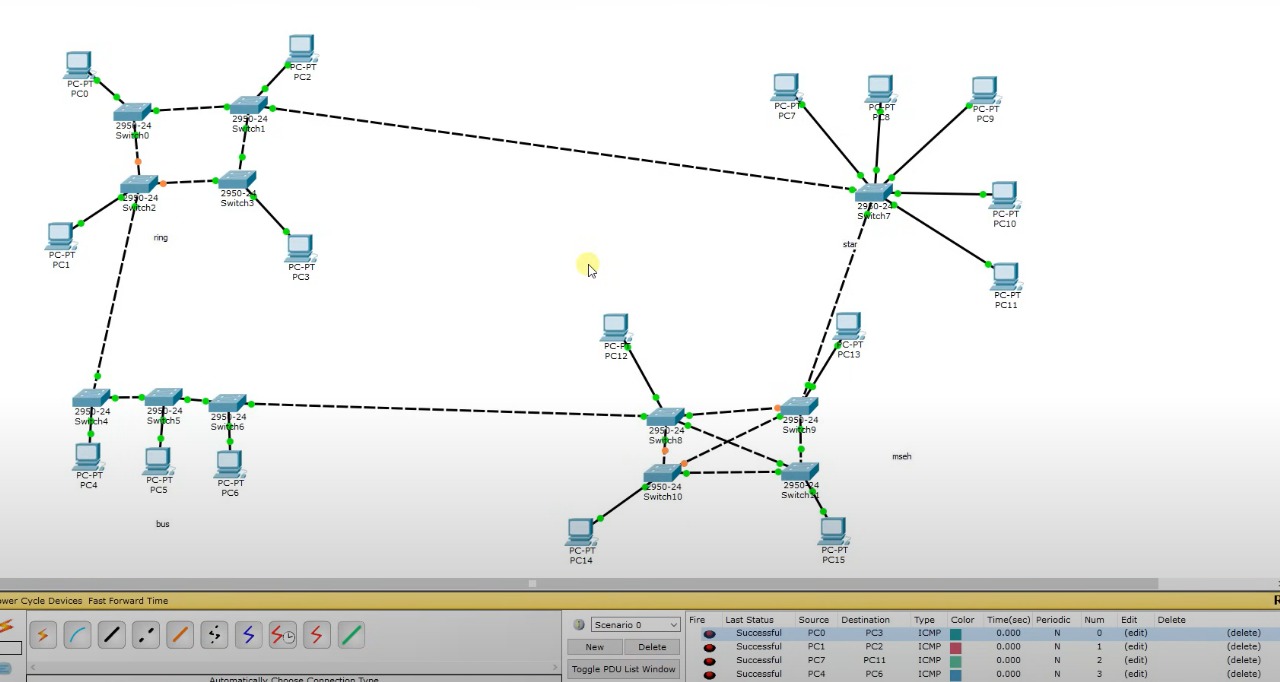 PC-PT
PC0
PC-PT
PC2
2950-24
Switch0
2950-24
Switch1
2950-24
Switch2
2950-24
Switch3
PC-PT
PC1
ring
PC-PT
PC3
PC-PT
PC7
PC-PT
PC8
PC-PT
PC9
2950-24
Switch7
PC-PT
PC10
star
PC-PT
PC11
PC-PT
PC12
PC-PT
PC13
2950-24
Switch4
2950-24
Switch5
2950-24
Switch6
2950-24
Switch8
2950-24
Switch9
mseh
PC-PT
PC4
PC-PT
PC5
PC-PT
PC6
2950-24
Switch10
2950-24
Switch11
bus
PC-PT
PC14
PC-PT
PC15
ower Cycle Devices Fast Forward Time
R
Scenario 0
New Delete
Toggle PDU List Window
Automatically Choose Connection Type
Fire Last Status Source Destination Type Color Time(sec) Periodic Num Edit Delete
Successful PC0 PC3 ICMP 0.000 N 0 (edit) (delete)
Successful PC1 PC2 ICMP 0.000 N 1 (edit) (delete)
Successful PC7 PC11 ICMP 0.000 N 2 (edit) (delete)
Successful PC4 PC6 ICMP 0.000 N 3 (edit) (delete)